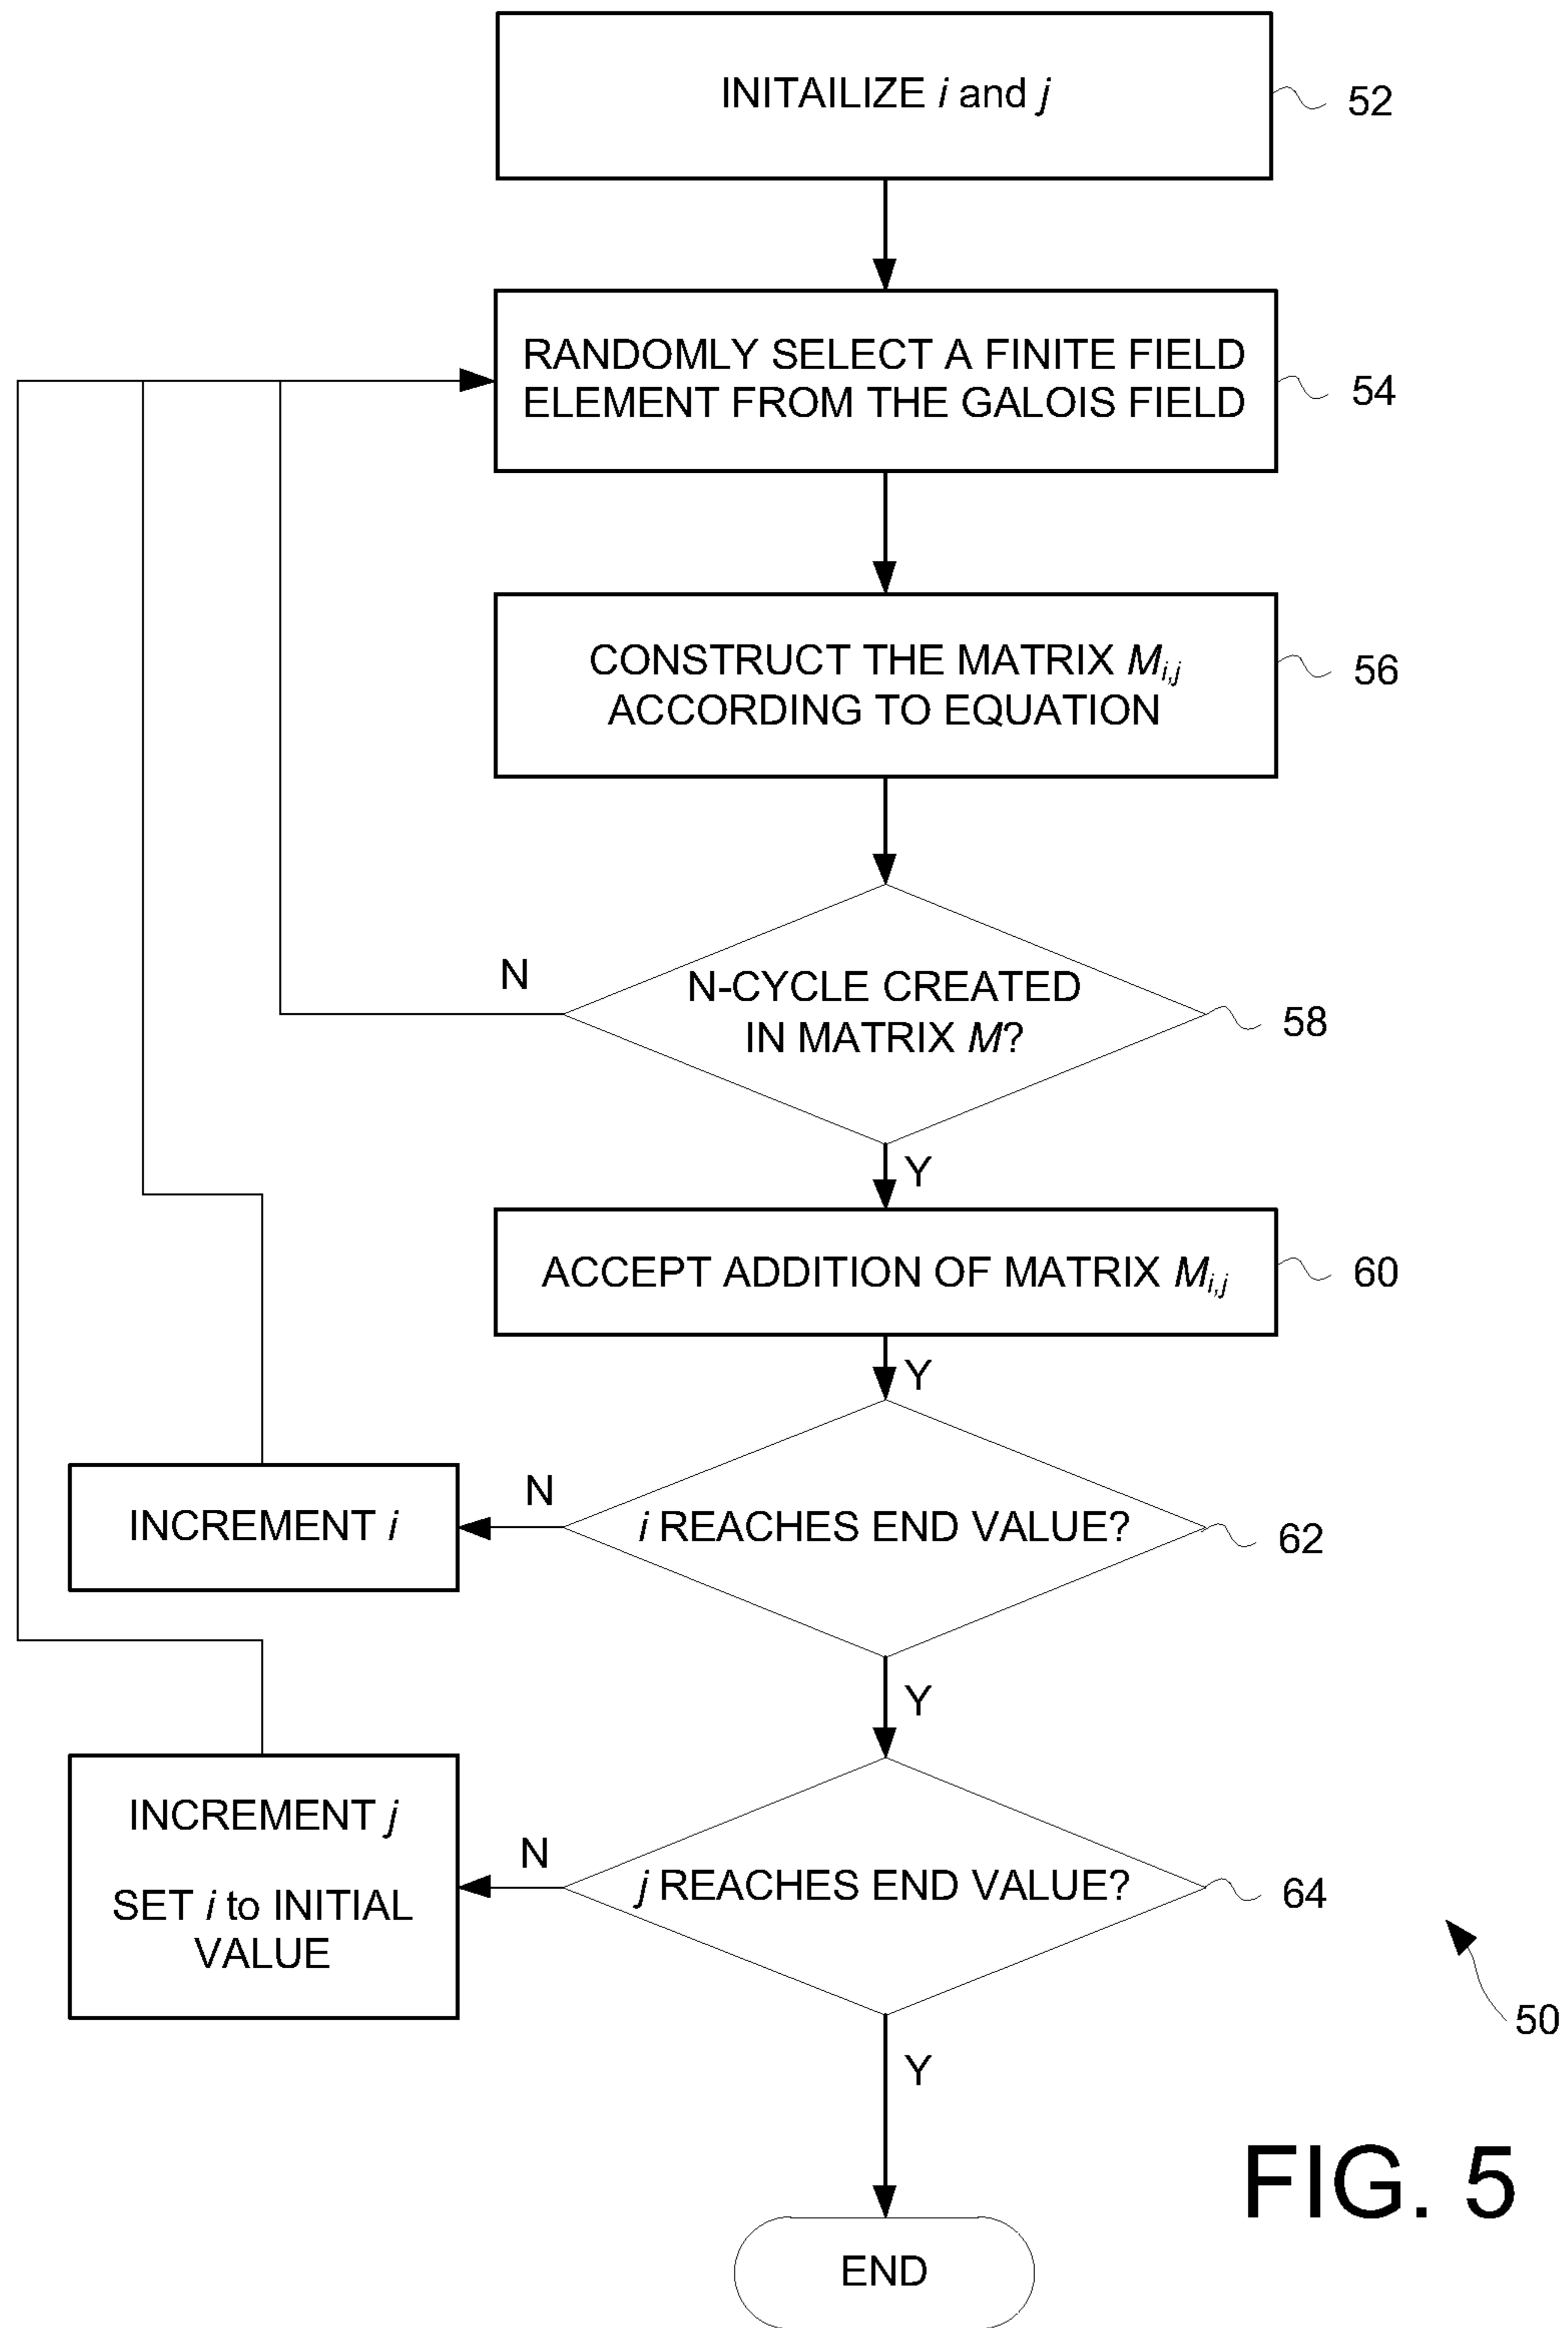 INITAILIZE i and j
52
RANDOMLY SELECT A FINITE FIELD
ELEMENT FROM THE GALOIS FIELD
54
CONSTRUCT THE MATRIX Mi,j
ACCORDING TO EQUATION
56
N
N-CYCLE CREATED
IN MATRIX M?
58
Y
ACCEPT ADDITION OF MATRIX Mi,j
60
Y
INCREMENT i
N
i REACHES END VALUE?
62
Y
INCREMENT j
SET i to INITIAL
VALUE
N
j REACHES END VALUE?
64
50
Y
FIG. 5
END